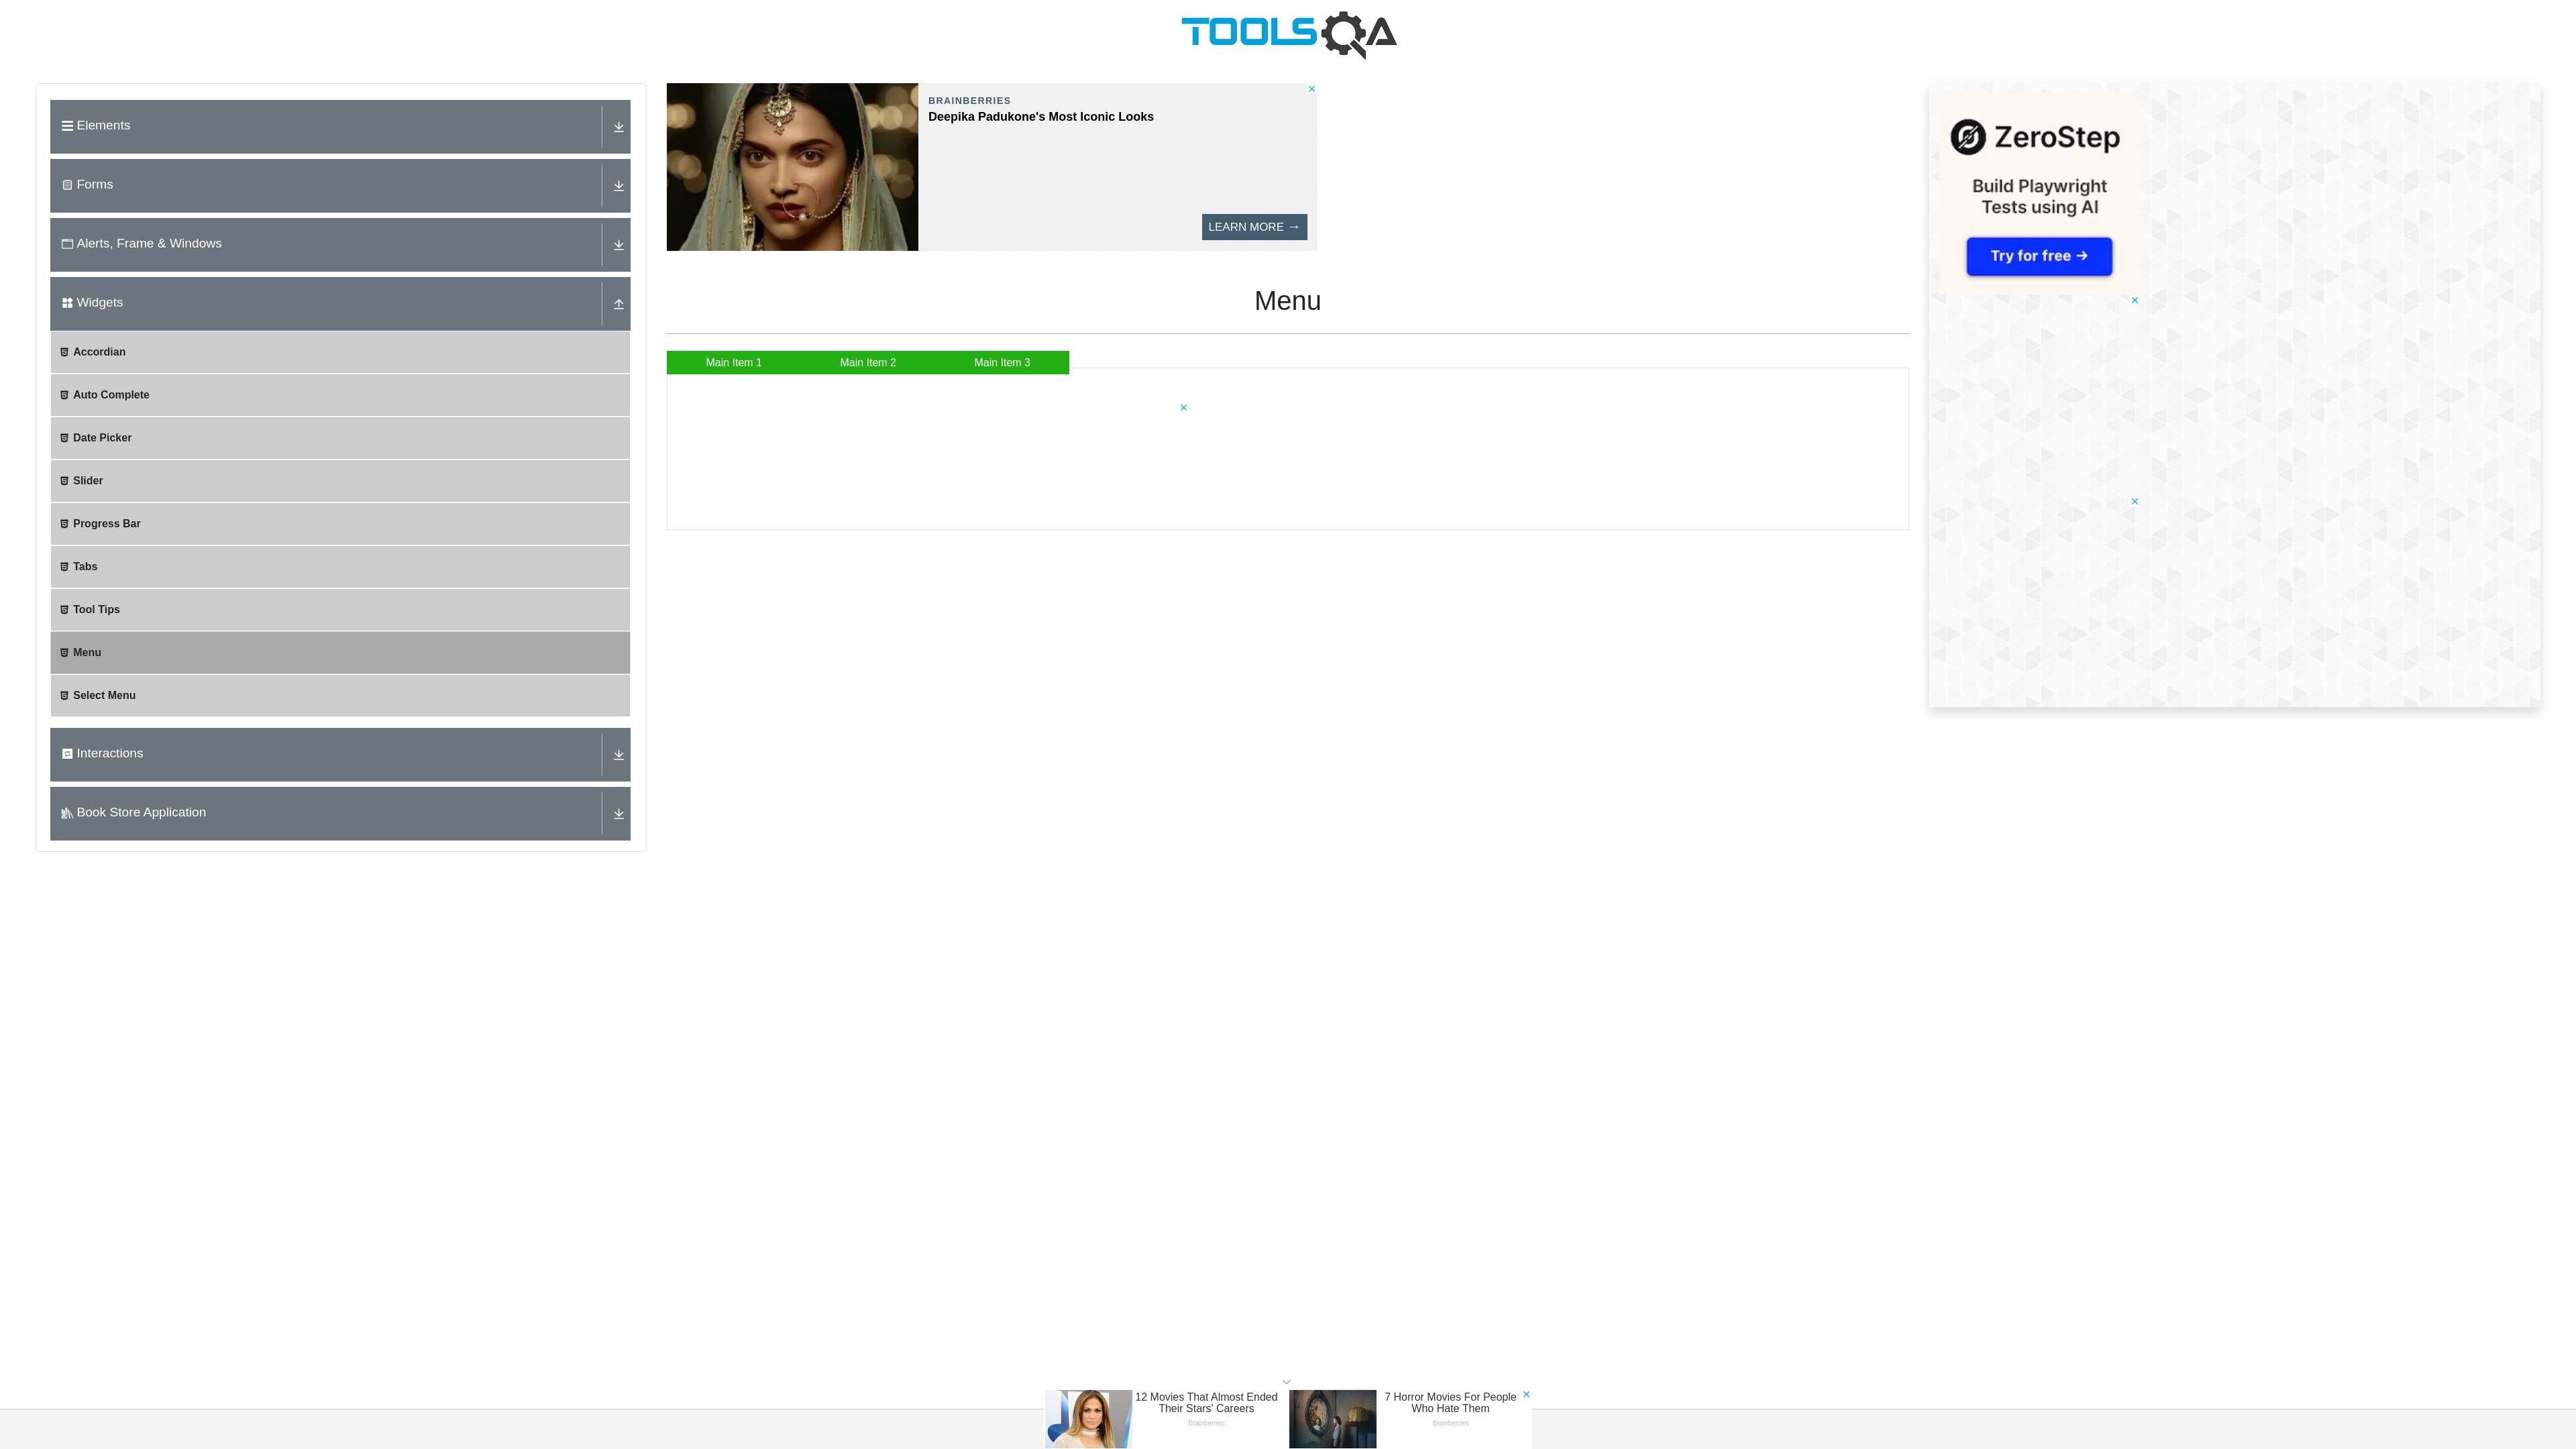 TOOLSQA
Elements
Forms
Alerts, Frame & Windows
Widgets
Accordian
Auto Complete
Date Picker
Slider
Progress Bar
Tabs
Tool Tips
Menu
Select Menu
Interactions
Book Store Application
BRAINBERRIES
Deepika Padukone's Most Iconic Looks
LEARN MORE →
Menu
Main Item 1
Main Item 2
Main Item 3
ZeroStep
Build Playwright
Tests using AI
Try for free →
12 Movies That Almost Ended
Their Stars' Careers
Brainberries
7 Horror Movies For People
Who Hate Them
Brainberries